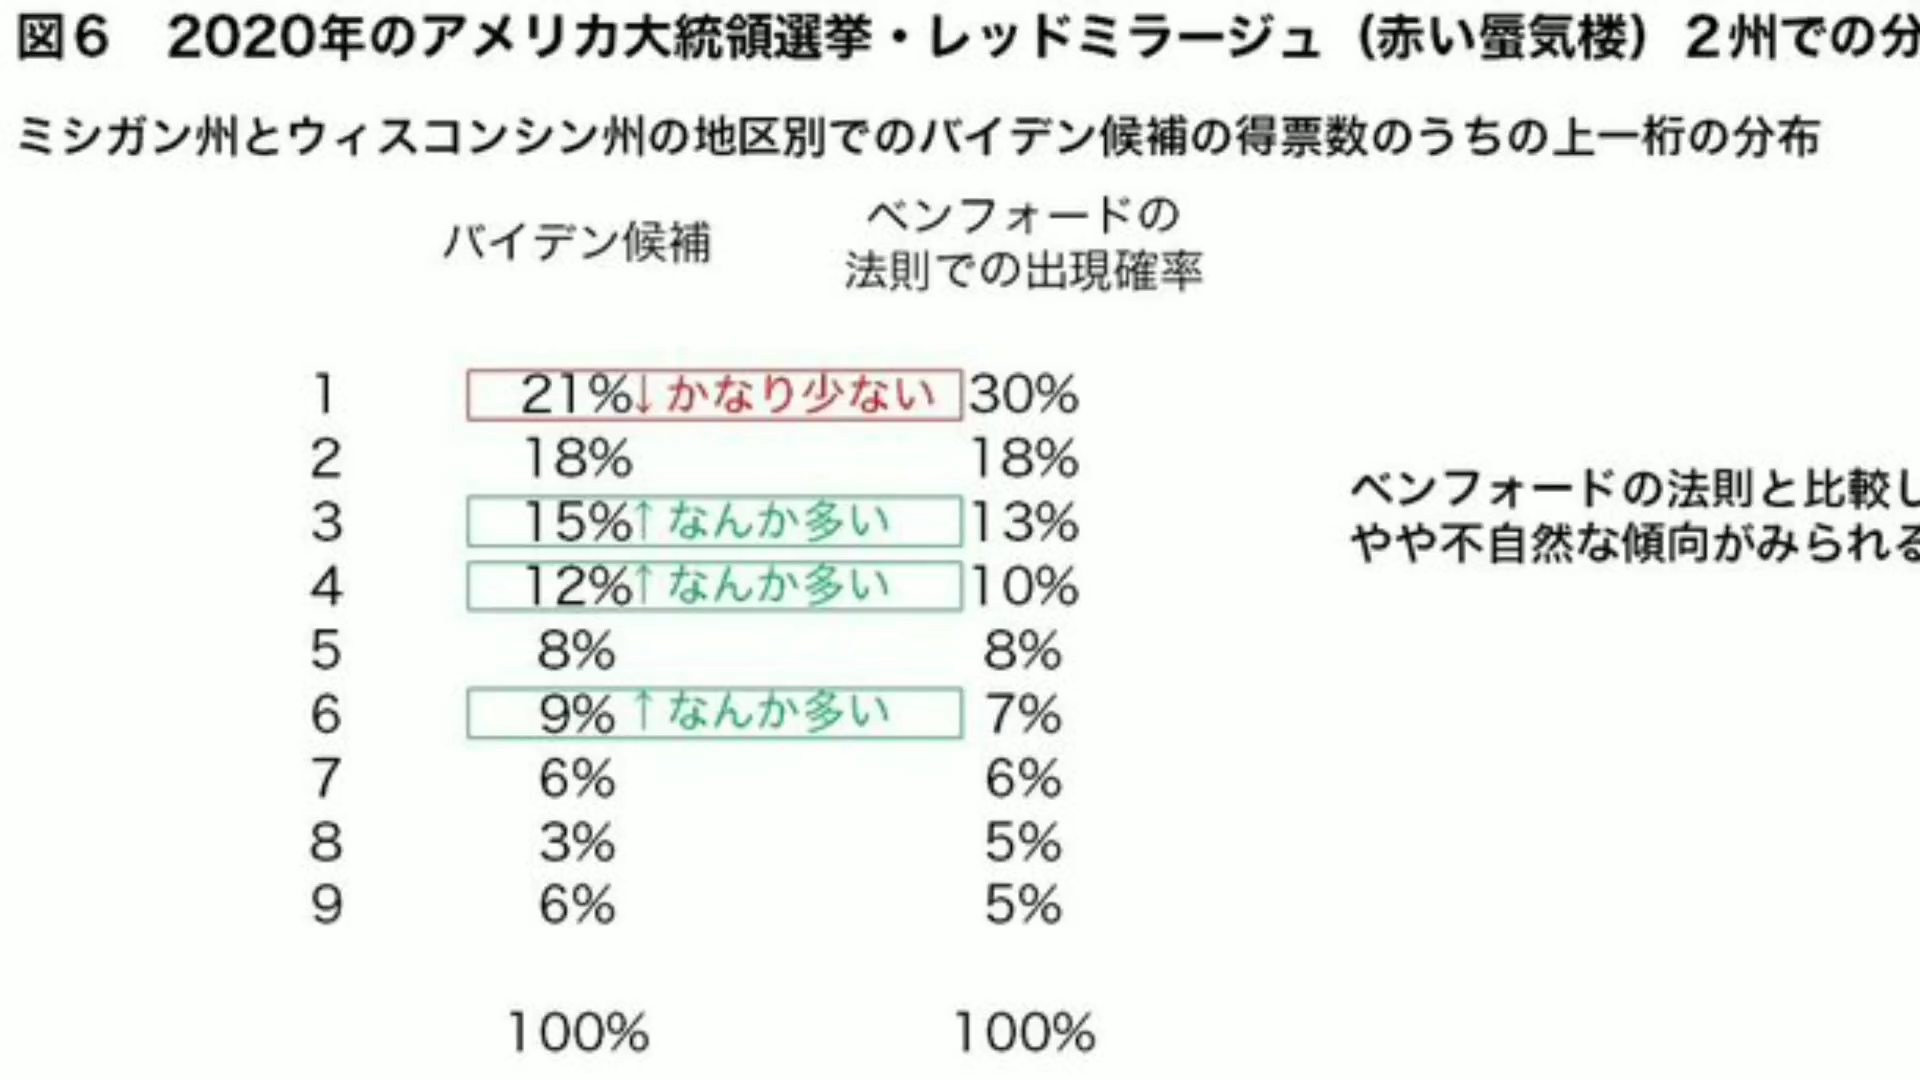 図6 2020年のアメリカ大統領選挙・レッドミラージュ（赤い蜃気楼）2州での分
ミシガン州とウィスコンシン州の地区別でのバイデン候補の得票数のうちの上一桁の分布
バイデン候補
ベンフォードの
法則での出現確率
1 21%↓かなり少ない 30%
2 18% 18%
3 15%↑なんか多い 13%
4 12%↑なんか多い 10%
5 8% 8%
6 9%↑なんか多い 7%
7 6% 6%
8 3% 5%
9 6% 5%
100% 100%
ベンフォードの法則と比較し
やや不自然な傾向がみられる